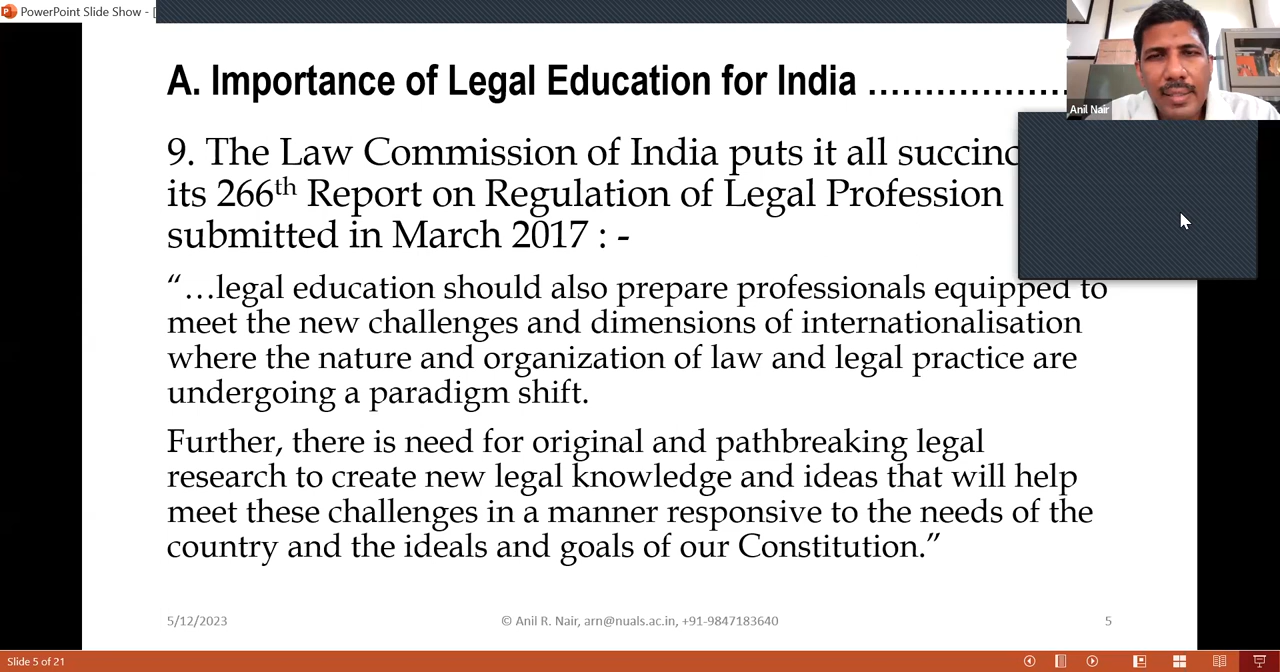 PowerPoint Slide Show - [
A. Importance of Legal Education for India ...................
Anil Nair
9. The Law Commission of India puts it all
its 266th Report on Regulation of Legal Profession
submitted in March 2017 : -
“…legal education should also prepare professionals equipped to
meet the new challenges and dimensions of internationalisation
where the nature and organization of law and legal practice are
undergoing a paradigm shift.
Further, there is need for original and pathbreaking legal
research to create new legal knowledge and ideas that will help
meet these challenges in a manner responsive to the needs of the
country and the ideals and goals of our Constitution.”
5/12/2023
© Anil R. Nair, arn@nuals.ac.in, +91-9847183640
5
Slide 5 of 21